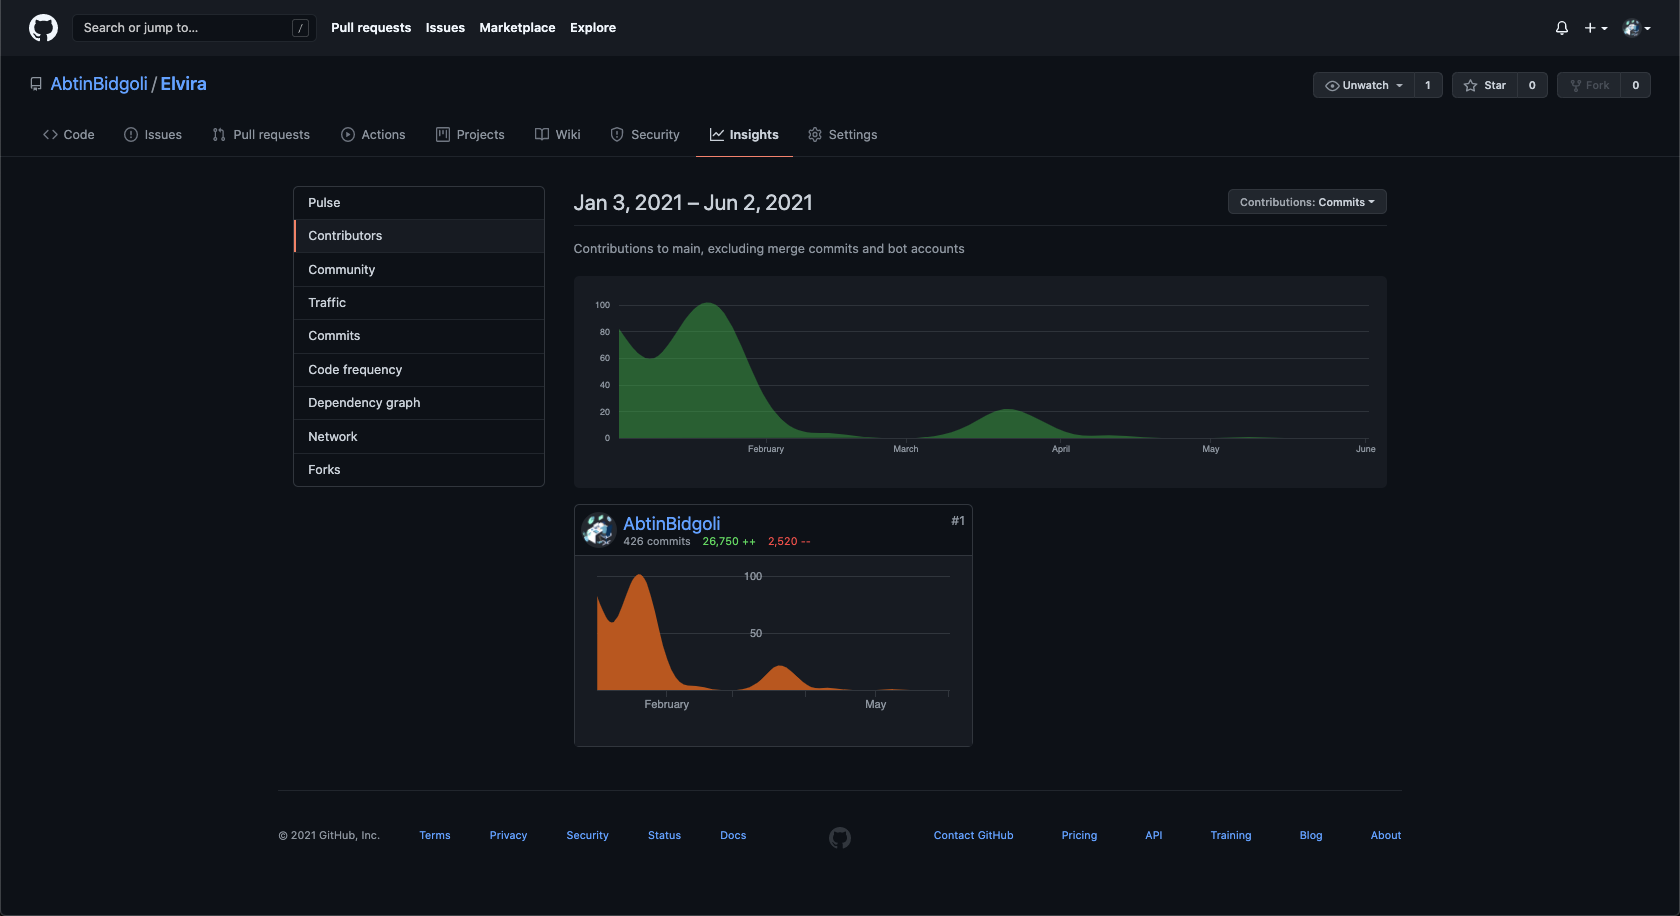 Search or jump to... /
Pull requests Issues Marketplace Explore
AbtinBidgoli / Elvira
Unwatch 1 Star 0 Fork 0
Code Issues Pull requests Actions Projects Wiki Security Insights Settings
Pulse
Contributors
Community
Traffic
Commits
Code frequency
Dependency graph
Network
Forks
Jan 3, 2021 – Jun 2, 2021
Contributions: Commits
Contributions to main, excluding merge commits and bot accounts
100
80
60
40
20
0
February March April May June
AbtinBidgoli #1
426 commits 26,750 ++ 2,520 --
100
50
February May
© 2021 GitHub, Inc. Terms Privacy Security Status Docs Contact GitHub Pricing API Training Blog About